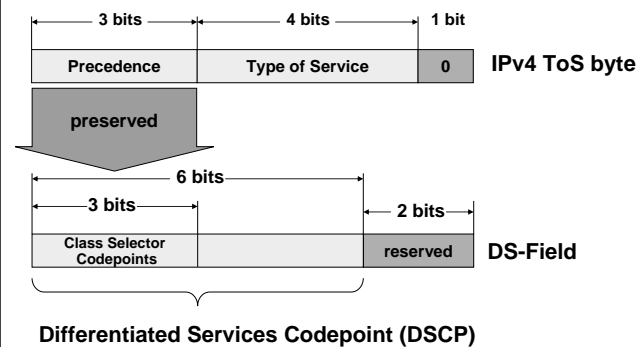 3 bits 4 bits 1 bit
Precedence Type of Service 0 IPv4 ToS byte
preserved
6 bits
3 bits 2 bits
Class Selector
Codepoints
reserved DS-Field
Differentiated Services Codepoint (DSCP)